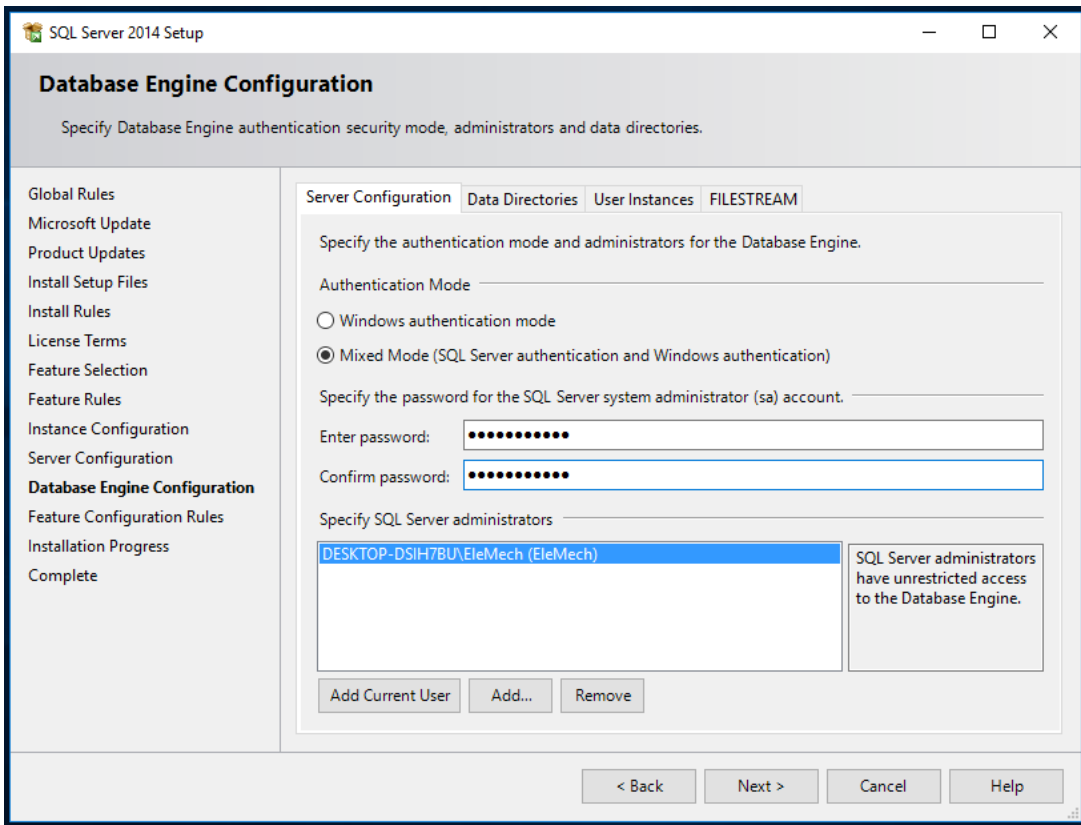 SQL Server 2014 Setup
Database Engine Configuration
Specify Database Engine authentication security mode, administrators and data directories.
Global Rules
Microsoft Update
Product Updates
Install Setup Files
Install Rules
License Terms
Feature Selection
Feature Rules
Instance Configuration
Server Configuration
Database Engine Configuration
Feature Configuration Rules
Installation Progress
Complete
Server Configuration Data Directories User Instances FILESTREAM
Specify the authentication mode and administrators for the Database Engine.
Authentication Mode
Windows authentication mode
Mixed Mode (SQL Server authentication and Windows authentication)
Specify the password for the SQL Server system administrator (sa) account.
Enter password: ●●●●●●●●●●●
Confirm password: ●●●●●●●●●●●
Specify SQL Server administrators
DESKTOP-DSIH7BU\EleMech (EleMech)
SQL Server administrators
have unrestricted access
to the Database Engine.
Add Current User Add... Remove
< Back Next > Cancel Help